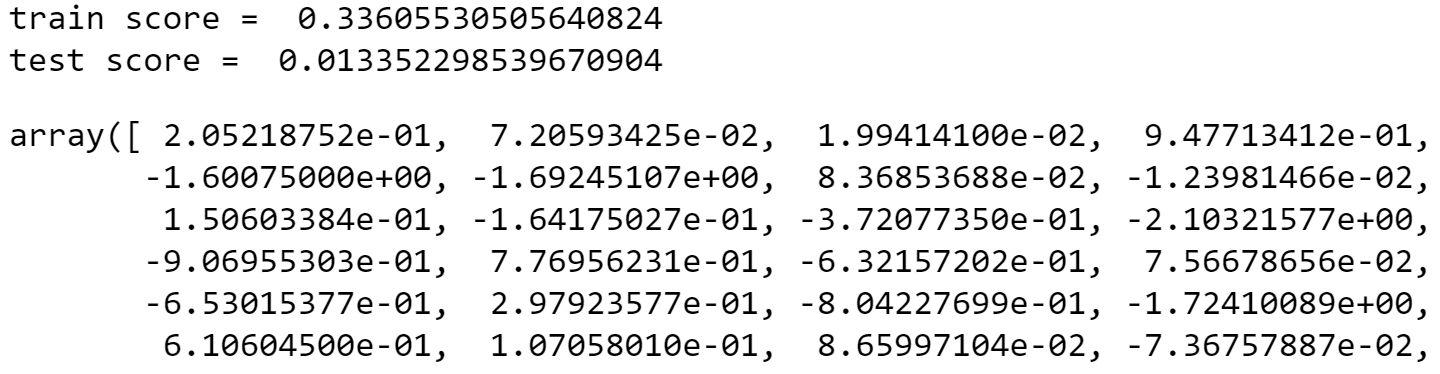 train score =  0.33605530505640824
test score =  0.013352298539670904
array([ 2.05218752e-01,  7.20593425e-02,  1.99414100e-02,  9.47713412e-01,
       -1.60075000e+00, -1.69245107e+00,  8.36853688e-02, -1.23981466e-02,
        1.50603384e-01, -1.64175027e-01, -3.72077350e-01, -2.10321577e+00,
       -9.06955303e-01,  7.76956231e-01, -6.32157202e-01,  7.56678656e-02,
       -6.53015377e-01,  2.97923577e-01, -8.04227699e-01, -1.72410089e+00,
        6.10604500e-01,  1.07058010e-01,  8.65997104e-02, -7.36757887e-02,